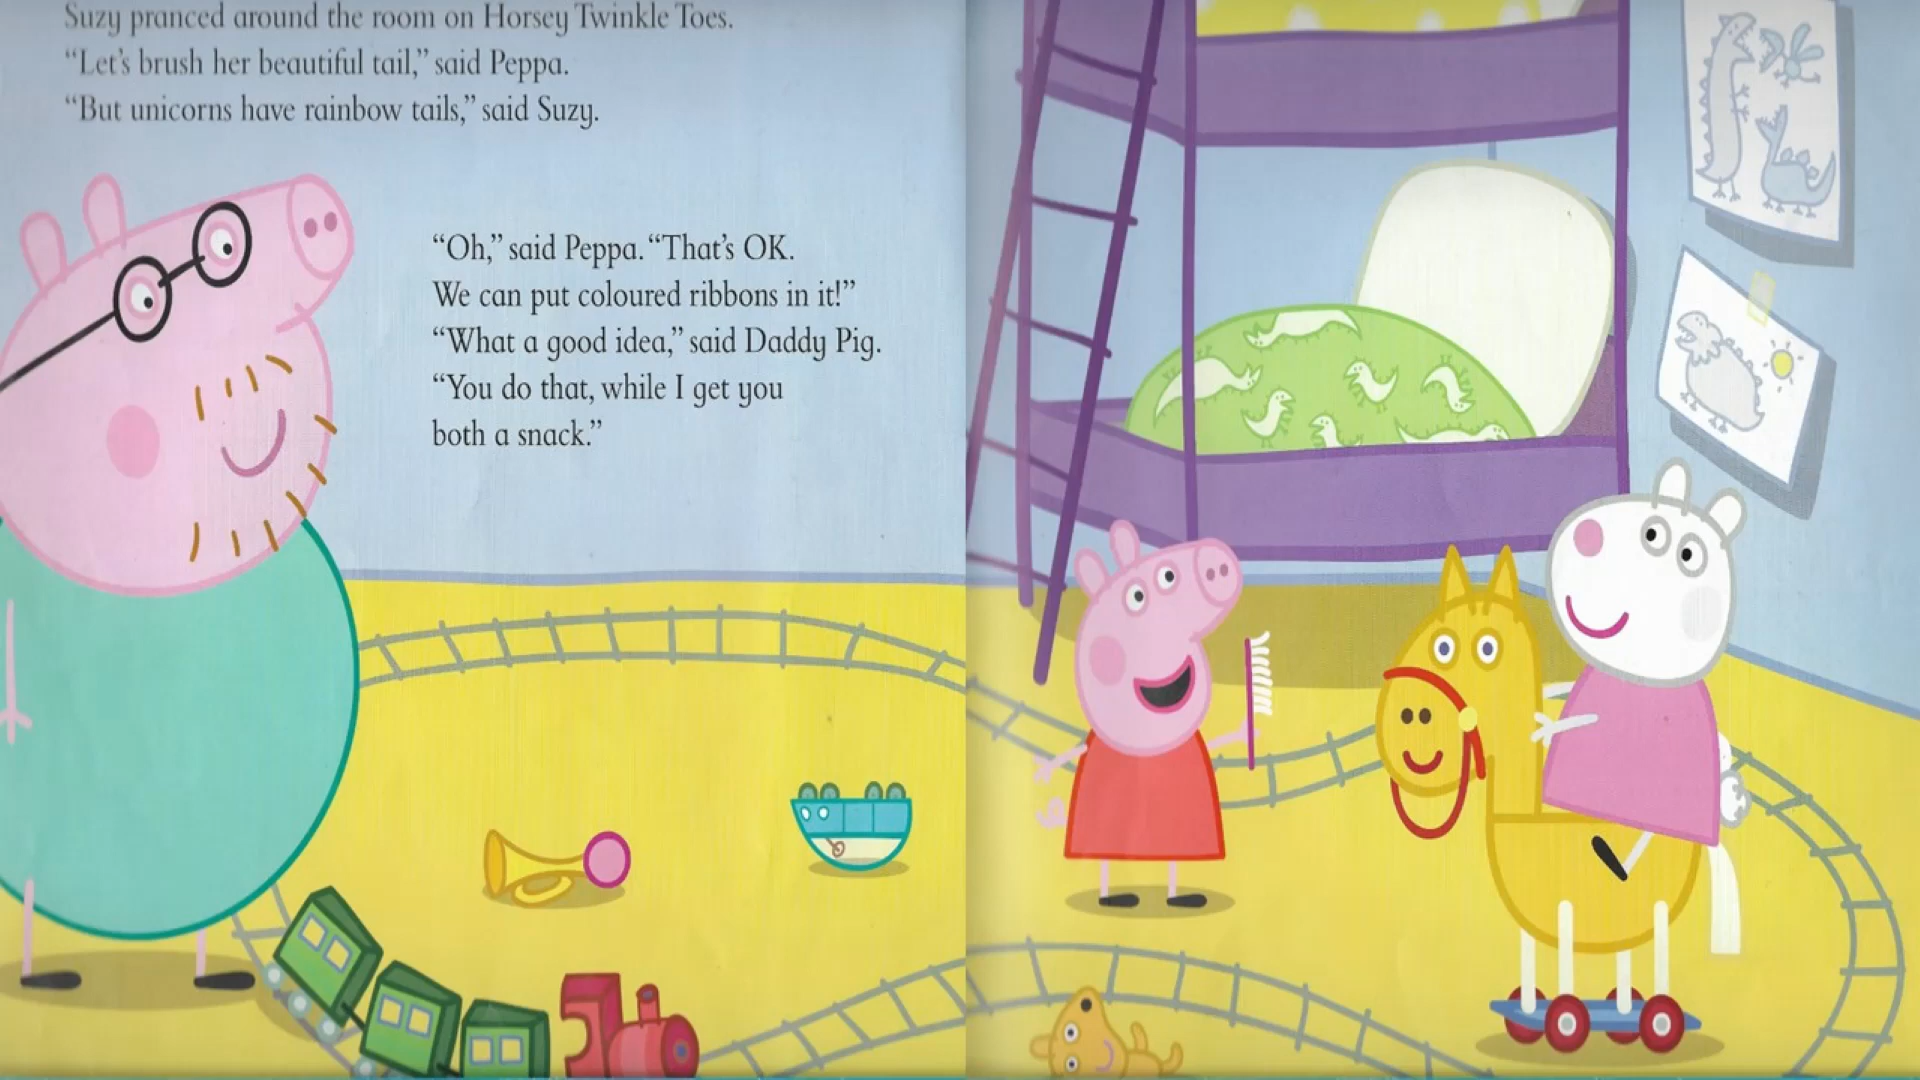 Suzy pranced around the room on Horsey Twinkle Toes.
“Let’s brush her beautiful tail,” said Peppa.
“But unicorns have rainbow tails,” said Suzy.
“Oh,” said Peppa. “That’s OK.
We can put coloured ribbons in it!”
“What a good idea,” said Daddy Pig.
“You do that, while I get you
both a snack.”